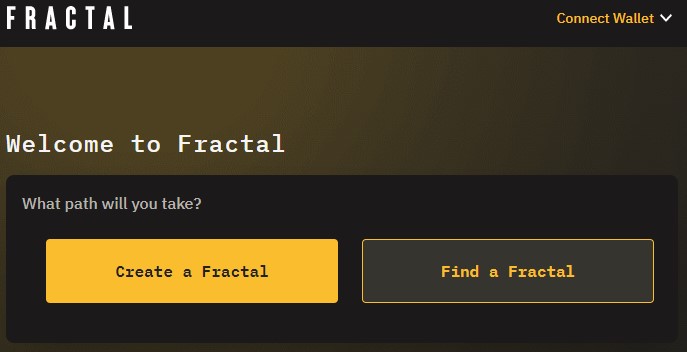 FRACTAL
Connect Wallet
Welcome to Fractal
What path will you take?
Create a Fractal
Find a Fractal